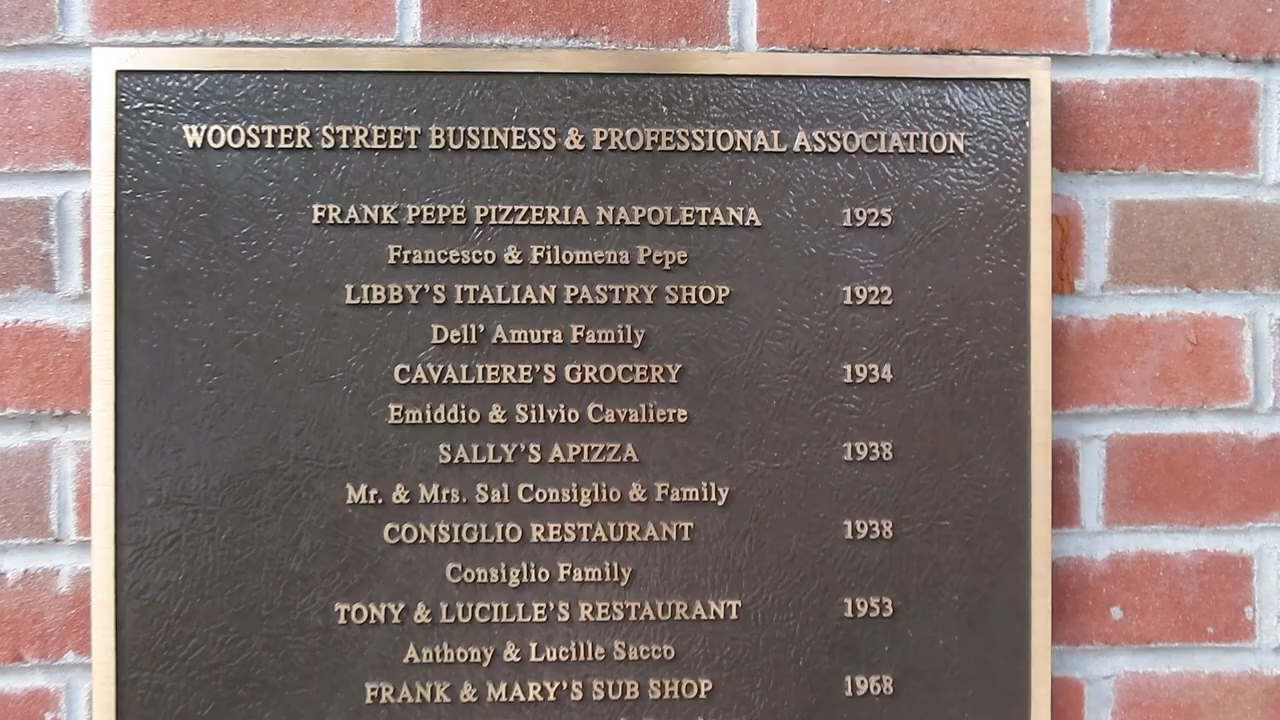 WOOSTER STREET BUSINESS & PROFESSIONAL ASSOCIATION
FRANK PEPE PIZZERIA NAPOLETANA 1925
Francesco & Filomena Pepe
LIBBY'S ITALIAN PASTRY SHOP 1922
Dell' Amura Family
CAVALIERE'S GROCERY 1934
Emiddio & Silvio Cavaliere
SALLY'S APIZZA 1938
Mr. & Mrs. Sal Consiglio & Family
CONSIGLIO RESTAURANT 1938
Consiglio Family
TONY & LUCILLE'S RESTAURANT 1953
Anthony & Lucille Sacco
FRANK & MARY'S SUB SHOP 1968